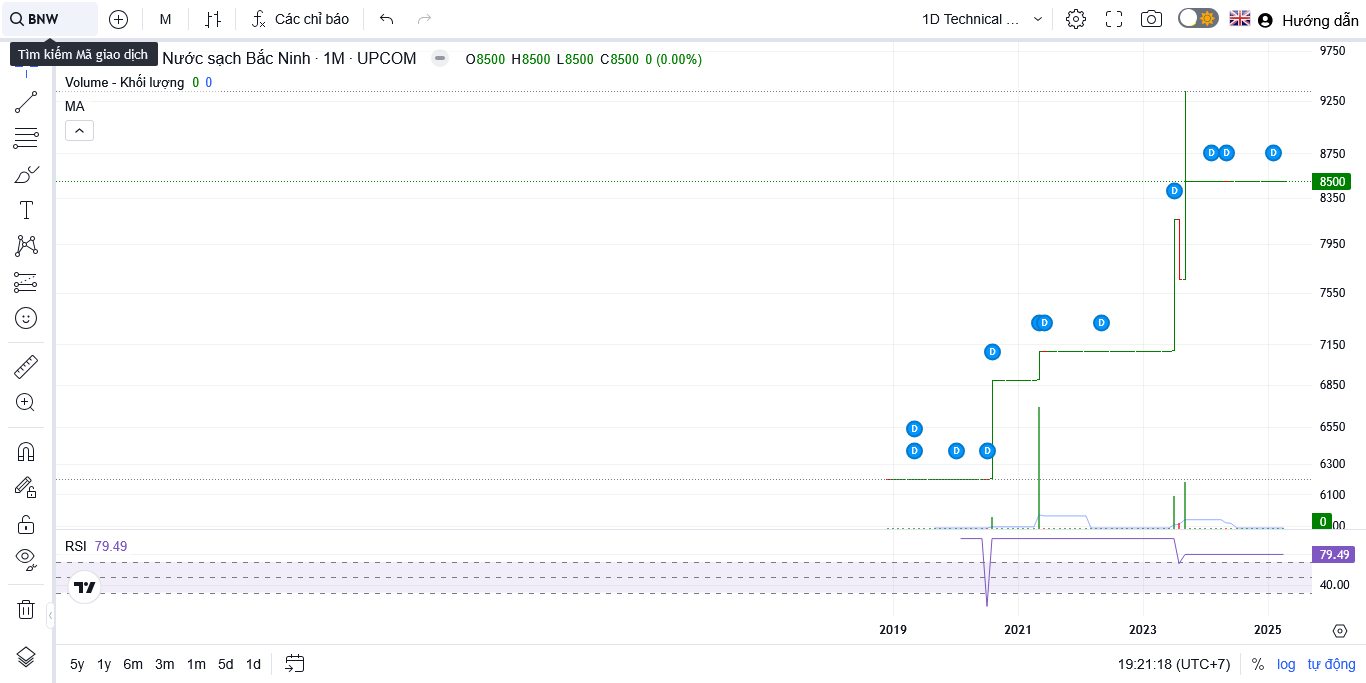 BNW
M
Các chỉ báo
1D Technical ...
Hướng dẫn
Tìm kiếm Mã giao dịch
Nước sạch Bắc Ninh · 1M · UPCOM
O8500 H8500 L8500 C8500 0 (0.00%)
Volume - Khối lượng 0 0
MA
9750
9250
8750
8500
8350
7950
7550
7150
6850
6550
6300
6100
0
00
D D D
D
D D
D
D
D D D
RSI 79.49
79.49
40.00
2019 2021 2023 2025
5y 1y 6m 3m 1m 5d 1d
19:21:18 (UTC+7) % log tự động